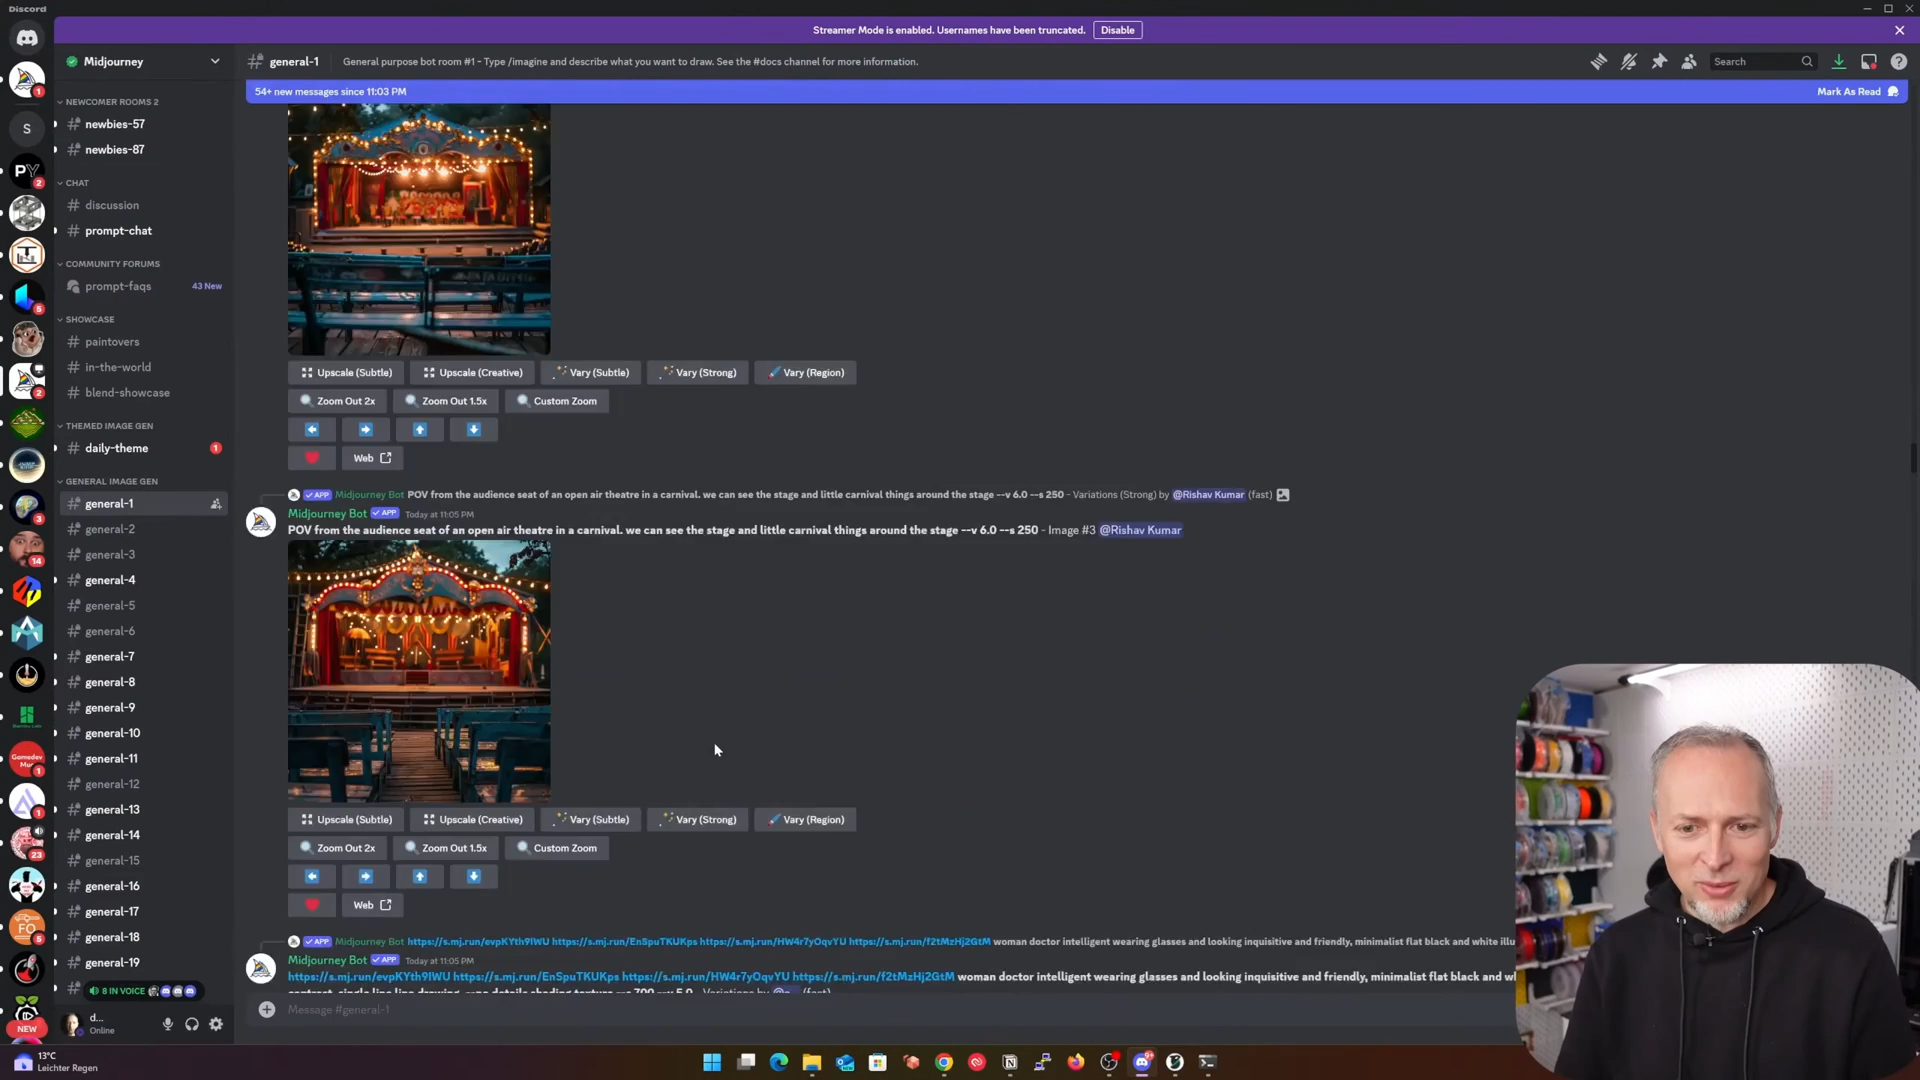 Discord
Streamer Mode is enabled. Usernames have been truncated. Disable
Midjourney
general-1 General purpose bot room #1 - Type /imagine and describe what you want to draw. See the #docs channel for more information. Search
54+ new messages since 11:03 PM Mark As Read
NEWCOMER ROOMS 2
newbies-57
newbies-87
CHAT
discussion
prompt-chat
COMMUNITY FORUMS
prompt-faqs 43 New
SHOWCASE
paintovers
in-the-world
blend-showcase
THEMED IMAGE GEN
daily-theme 1
GENERAL IMAGE GEN
general-1
general-2
general-3
general-4
general-5
general-6
general-7
general-8
general-9
general-10
general-11
general-12
general-13
general-14
general-15
general-16
general-17
general-18
general-19
8 IN VOICE
d...
Online
1
S
PY
2
5
2
3
14
1
23
FO
5
NEW
Upscale (Subtle) Upscale (Creative) Vary (Subtle) Vary (Strong) Vary (Region)
Zoom Out 2x Zoom Out 1.5x Custom Zoom
Web
APP Midjourney Bot POV from the audience seat of an open air theatre in a carnival. we can see the stage and little carnival things around the stage --v 6.0 --s 250 - Variations (Strong) by @Rishav Kumar (fast)
Midjourney Bot APP Today at 11:05 PM
POV from the audience seat of an open air theatre in a carnival. we can see the stage and little carnival things around the stage --v 6.0 --s 250 - Image #3 @Rishav Kumar
Upscale (Subtle) Upscale (Creative) Vary (Subtle) Vary (Strong) Vary (Region)
Zoom Out 2x Zoom Out 1.5x Custom Zoom
Web
APP Midjourney Bot https://s.mj.run/evpKYth9IWU https://s.mj.run/EnSpuTKUKps https://s.mj.run/HW4r7yOqvYU https://s.mj.run/f2tMzHj2GtM woman doctor intelligent wearing glasses and looking inquisitive and friendly, minimalist flat black and white illu
Midjourney Bot APP Today at 11:05 PM
https://s.mj.run/evpKYth9IWU https://s.mj.run/EnSpuTKUKps https://s.mj.run/HW4r7yOqvYU https://s.mj.run/f2tMzHj2GtM woman doctor intelligent wearing glasses and looking inquisitive and friendly, minimalist flat black and wh
Message #general-1
13°C
Leichter Regen